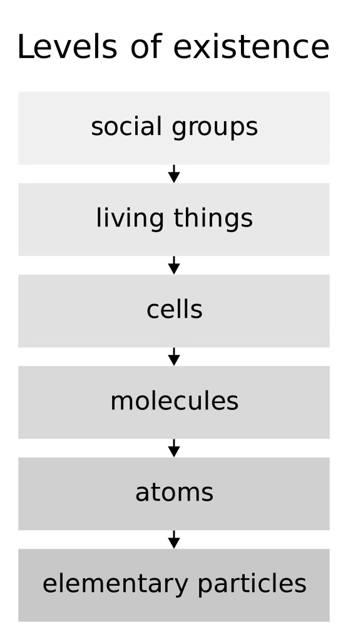 Levels of existence
social groups
living things
cells
molecules
atoms
elementary particles